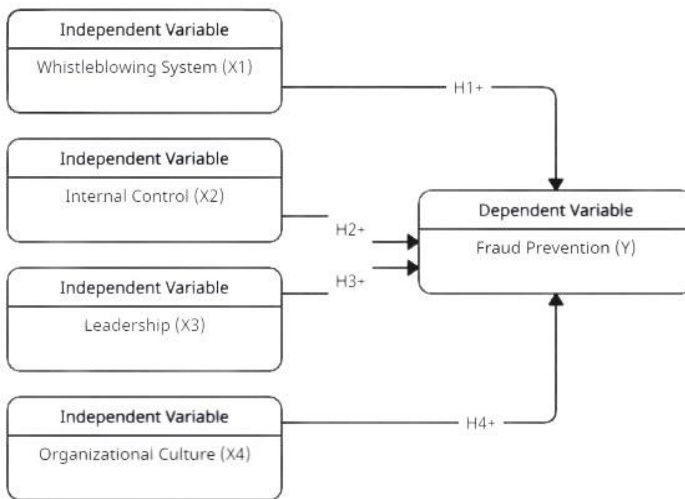 Independent Variable
Whistleblowing System (X1)
H1+
Independent Variable
Internal Control (X2)
H2+
Dependent Variable
Fraud Prevention (Y)
Independent Variable
Leadership (X3)
H3+
Independent Variable
Organizational Culture (X4)
H4+